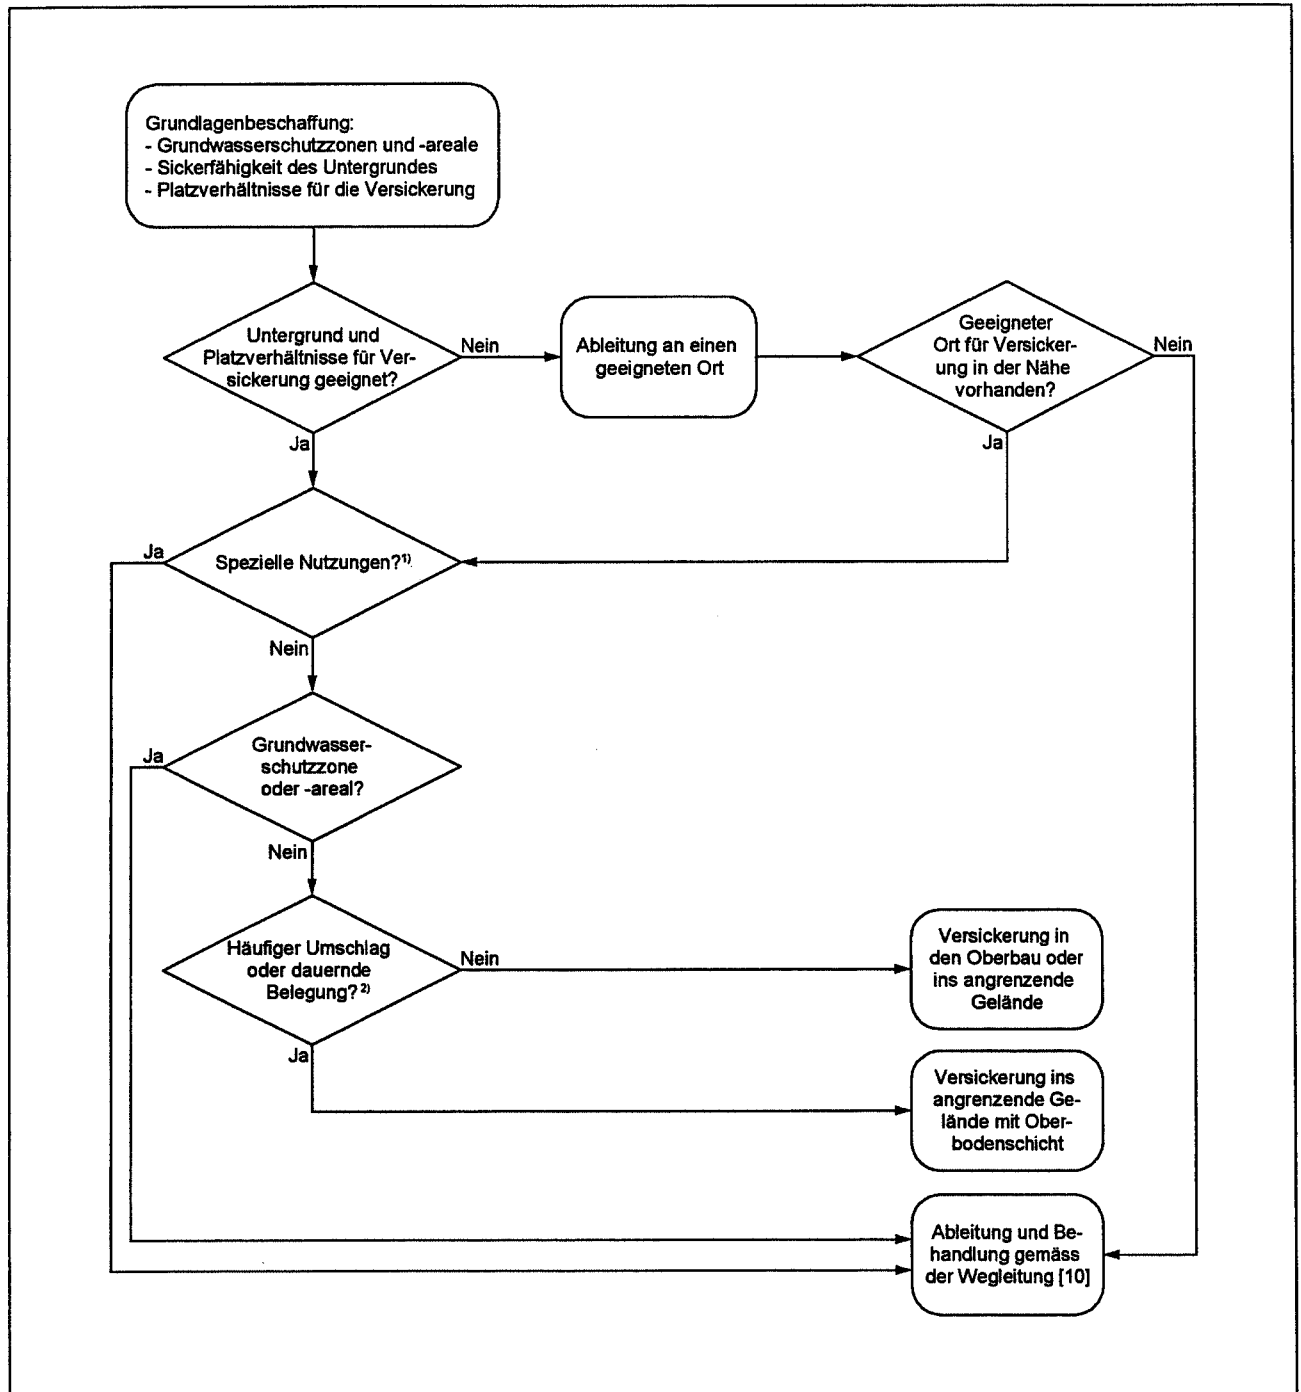 Grundlagenbeschaffung:
- Grundwasserschutzzonen und -areale
- Sickerfähigkeit des Untergrundes
- Platzverhältnisse für die Versickerung
Untergrund und
Platzverhältnisse für Ver-
sickerung geeignet?
Nein
Ableitung an einen
geeigneten Ort
Geeigneter
Ort für Versicker-
ung in der Nähe
vorhanden?
Nein
Ja
Ja
Ja
Spezielle Nutzungen?¹⁾
Nein
Ja
Grundwasser-
schutzzone
oder -areal?
Nein
Häufiger Umschlag
oder dauernde
Belegung?²⁾
Nein
Versickerung in
den Oberbau oder
ins angrenzende
Gelände
Ja
Versickerung ins
angrenzende Ge-
lände mit Ober-
bodenschicht
Ableitung und Be-
handlung gemäss
der Wegleitung [10]